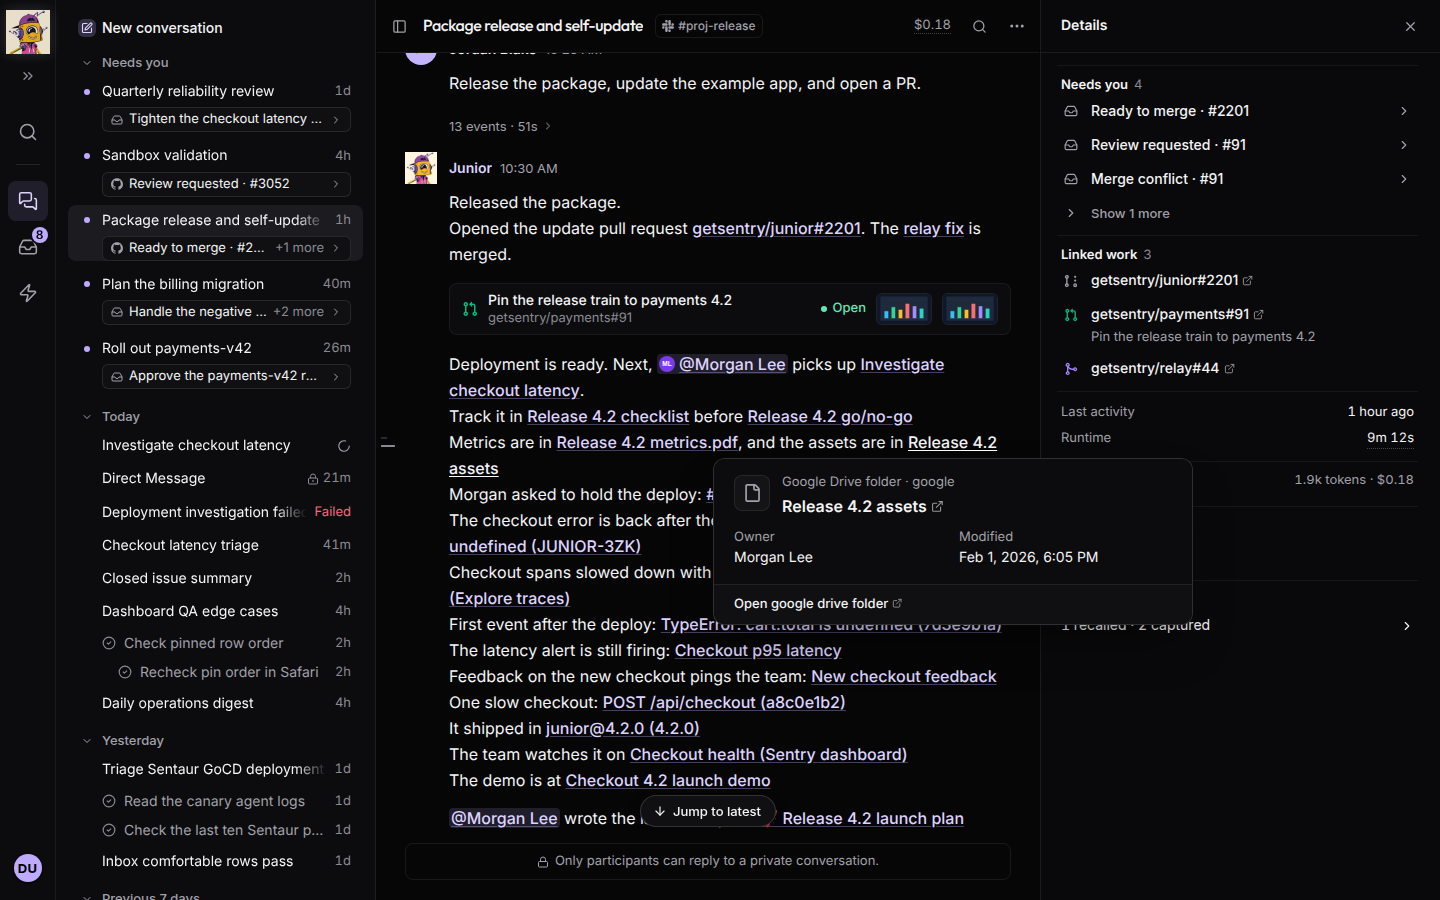 New conversation
Needs you
Quarterly reliability review 1d
Tighten the checkout latency ...
Sandbox validation 4h
Review requested · #3052
Package release and self-update 1h
Ready to merge · #2... +1 more
Plan the billing migration 40m
Handle the negative ... +2 more
Roll out payments-v42 26m
Approve the payments-v42 r...
Today
Investigate checkout latency
Direct Message 21m
Deployment investigation failed Failed
Checkout latency triage 41m
Closed issue summary 2h
Dashboard QA edge cases 4h
Check pinned row order 2h
Recheck pin order in Safari 2h
Daily operations digest 4h
Yesterday
Triage Sentaur GoCD deployment 1d
Read the canary agent logs 1d
Check the last ten Sentaur p... 1d
Inbox comfortable rows pass 1d
Previous 7 days
8
DU
Package release and self-update #proj-release $0.18
Release the package, update the example app, and open a PR.
13 events · 51s
Junior 10:30 AM
Released the package.
Opened the update pull request getsentry/junior#2201. The relay fix is
merged.
Pin the release train to payments 4.2
getsentry/payments#91
Open
Deployment is ready. Next, ML @Morgan Lee picks up Investigate
checkout latency.
Track it in Release 4.2 checklist before Release 4.2 go/no-go
Metrics are in Release 4.2 metrics.pdf, and the assets are in Release 4.2
assets
Morgan asked to hold the deploy: #
The checkout error is back after the
undefined (JUNIOR-3ZK)
Checkout spans slowed down with
(Explore traces)
First event after the deploy: TypeError: cart.total is undefined (7d3e9b1a)
The latency alert is still firing: Checkout p95 latency
Feedback on the new checkout pings the team: New checkout feedback
One slow checkout: POST /api/checkout (a8c0e1b2)
It shipped in junior@4.2.0 (4.2.0)
The team watches it on Checkout health (Sentry dashboard)
The demo is at Checkout 4.2 launch demo
@Morgan Lee wrote the Release 4.2 launch plan
Jump to latest
Only participants can reply to a private conversation.
Google Drive folder · google
Release 4.2 assets
Owner Modified
Morgan Lee Feb 1, 2026, 6:05 PM
Open google drive folder
Details
Needs you 4
Ready to merge · #2201
Review requested · #91
Merge conflict · #91
Show 1 more
Linked work 3
getsentry/junior#2201
getsentry/payments#91
Pin the release train to payments 4.2
getsentry/relay#44
Last activity 1 hour ago
Runtime 9m 12s
1.9k tokens · $0.18
1 recalled · 2 captured